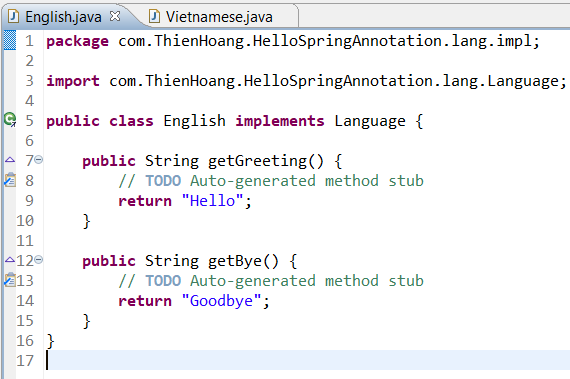 English.java Vietnamese.java
1 package com.ThienHoang.HelloSpringAnnotation.lang.impl;
2
3 import com.ThienHoang.HelloSpringAnnotation.lang.Language;
4
5 public class English implements Language {
6
7 public String getGreeting() {
8 // TODO Auto-generated method stub
9 return "Hello";
10 }
11
12 public String getBye() {
13 // TODO Auto-generated method stub
14 return "Goodbye";
15 }
16 }
17